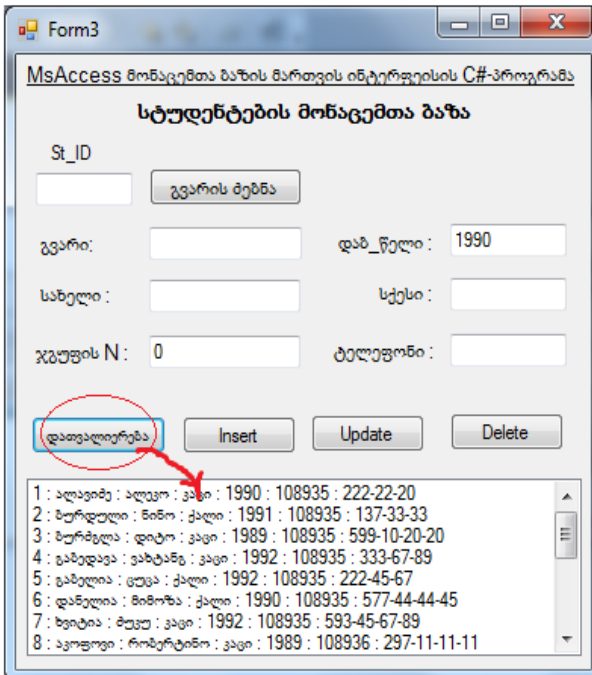 Form3
MsAccess მონაცემთა ბაზის მართვის ინტერფეისის C#-პროგრამა
სტუდენტების მონაცემთა ბაზა
St_ID
გვარის ძებნა
გვარი: დაბ_წელი : 1990
სახელი : სქესი :
ჯგუფის N : 0 ტელეფონი :
დათვალიერება Insert Update Delete
1 : ალავიძე : ალეკო : კაცი : 1990 : 108935 : 222-22-20
2 : ბურდული : ნინო : ქალი : 1991 : 108935 : 137-33-33
3 : ბურძგლა : დიტო : კაცი : 1989 : 108935 : 599-10-20-20
4 : გაბედავა : ვახტანგ : კაცი : 1992 : 108935 : 333-67-89
5 : გაბელია : ცუცა : ქალი : 1992 : 108935 : 222-45-67
6 : დანელია : მიმოზა : ქალი : 1990 : 108935 : 577-44-44-45
7 : ხვიტია : ძუკუ : კაცი : 1992 : 108935 : 593-45-67-89
8 : აკოფოვი : რობერტინო : კაცი : 1989 : 108936 : 297-11-11-11